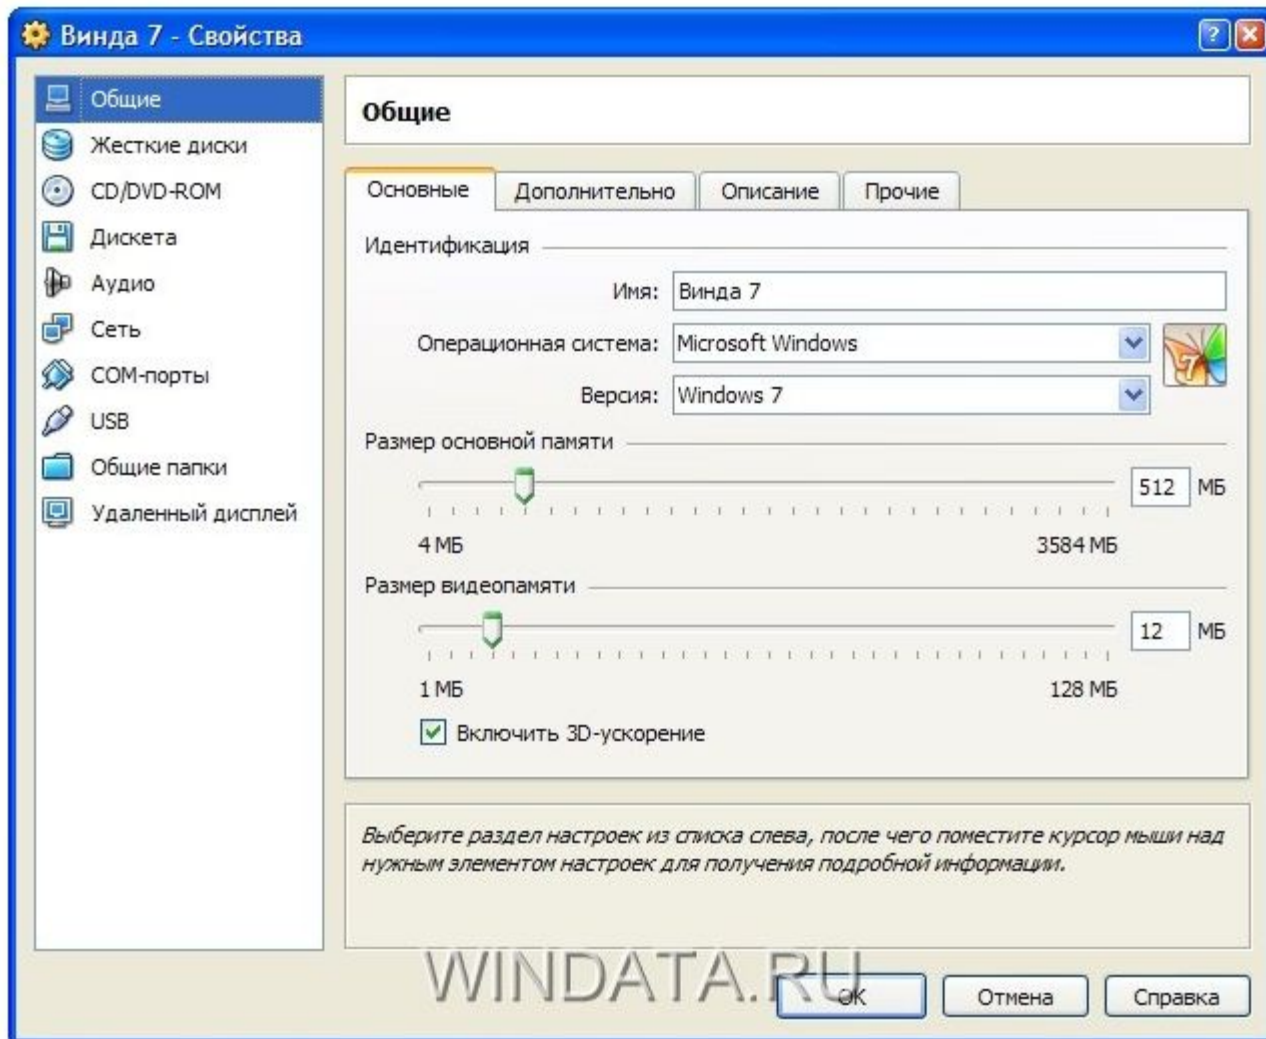 Винда 7 - Свойства
Общие
Жесткие диски
CD/DVD-ROM
Дискета
Аудио
Сеть
COM-порты
USB
Общие папки
Удаленный дисплей
Общие
Основные Дополнительно Описание Прочие
Идентификация
Имя: Винда 7
Операционная система: Microsoft Windows
7
Версия: Windows 7
Размер основной памяти
512 МБ
4 МБ 3584 МБ
Размер видеопамяти
12 МБ
1 МБ 128 МБ
Включить 3D-ускорение
Выберите раздел настроек из списка слева, после чего поместите курсор мыши над
нужным элементом настроек для получения подробной информации.
WINDATA.RU
OK Отмена Справка